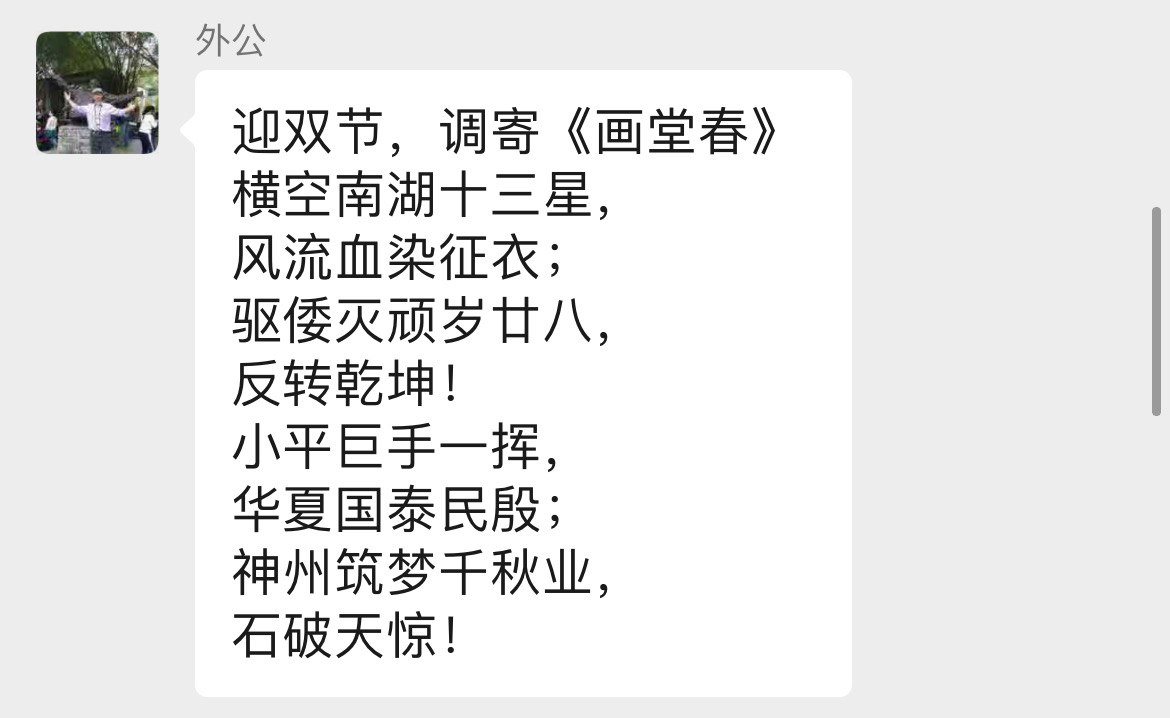 外公
迎双节，调寄《画堂春》
横空南湖十三星，
风流血染征衣；
驱倭灭顽岁廿八，
反转乾坤！
小平巨手一挥，
华夏国泰民殷；
神州筑梦千秋业，
石破天惊！